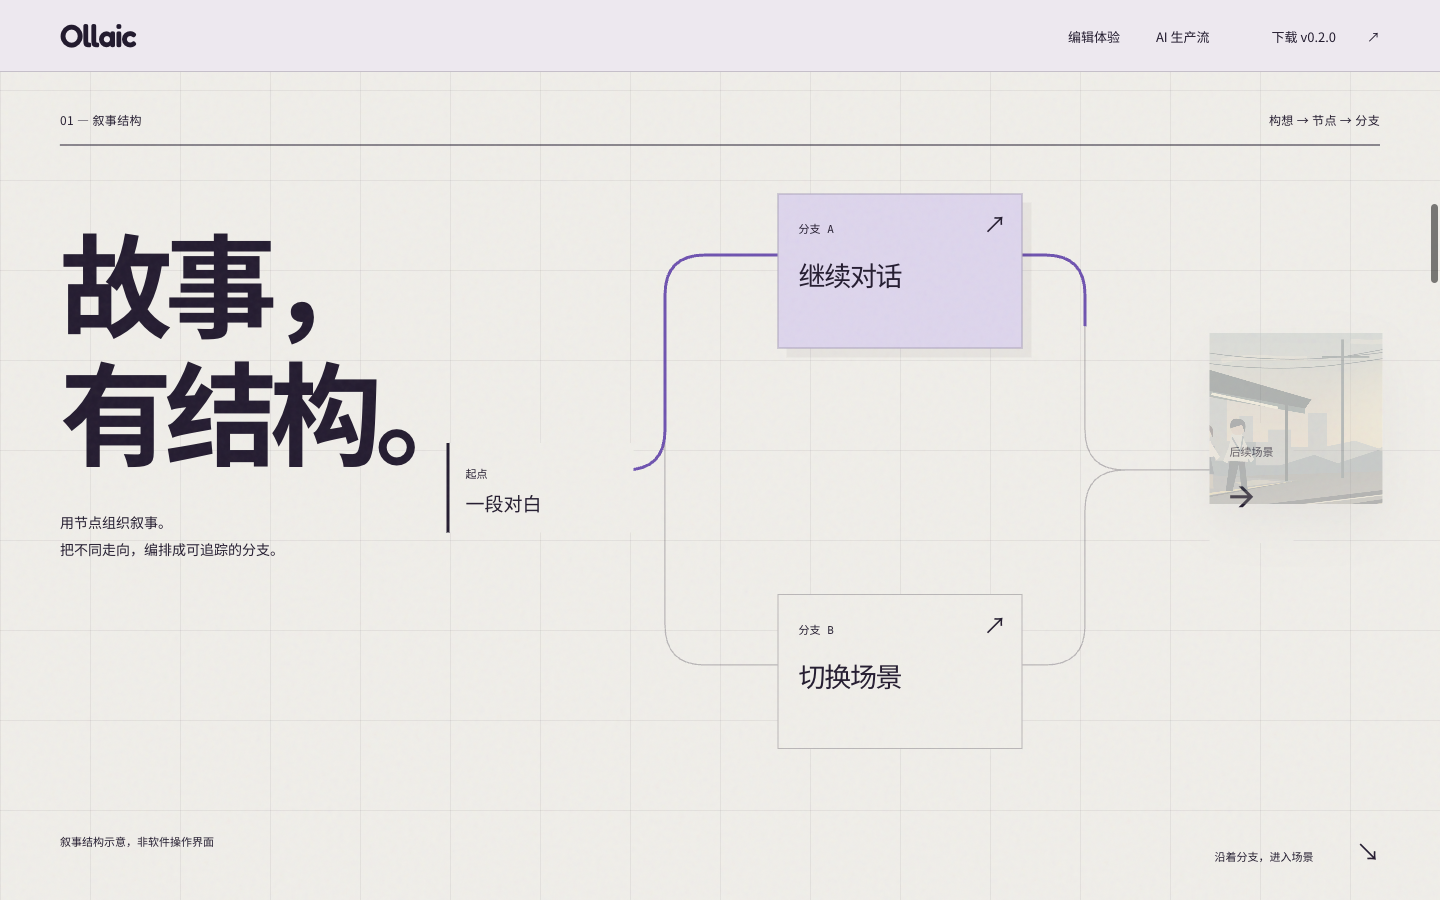 Ollaic
编辑体验
AI 生产流
下载 v0.2.0
↗
01 — 叙事结构
构想 → 节点 → 分支
故事，
有结构。
用节点组织叙事。
把不同走向，编排成可追踪的分支。
起点
一段对白
分支 A
↗
继续对话
分支 B
↗
切换场景
后续场景
→
叙事结构示意，非软件操作界面
沿着分支，进入场景
↘